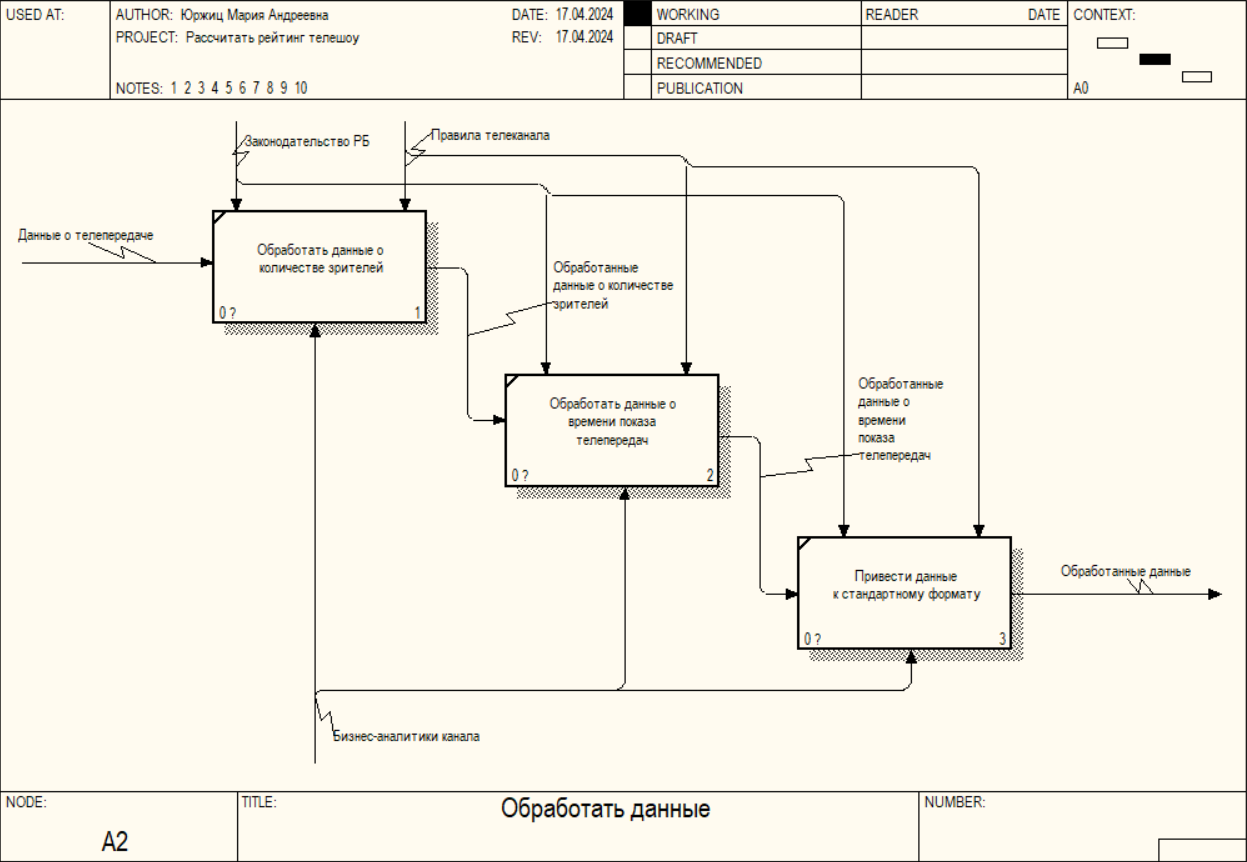 USED AT:
AUTHOR: Юржиц Мария Андреевна
DATE: 17.04.2024
PROJECT: Рассчитать рейтинг телешоу
REV: 17.04.2024
NOTES: 1 2 3 4 5 6 7 8 9 10
WORKING
DRAFT
RECOMMENDED
PUBLICATION
READER DATE
CONTEXT:
A0
Законодательство РБ
Правила телеканала
Данные о телепередаче
Обработать данные о
количестве зрителей
0 ? 1
Обработанные
данные о количестве
зрителей
Обработать данные о
времени показа
телепередач
0 ? 2
Обработанные
данные о
времени
показа
телепередач
Привести данные
к стандартному формату
0 ? 3
Обработанные данные
Бизнес-аналитики канала
NODE:
A2
TITLE:
Обработать данные
NUMBER: